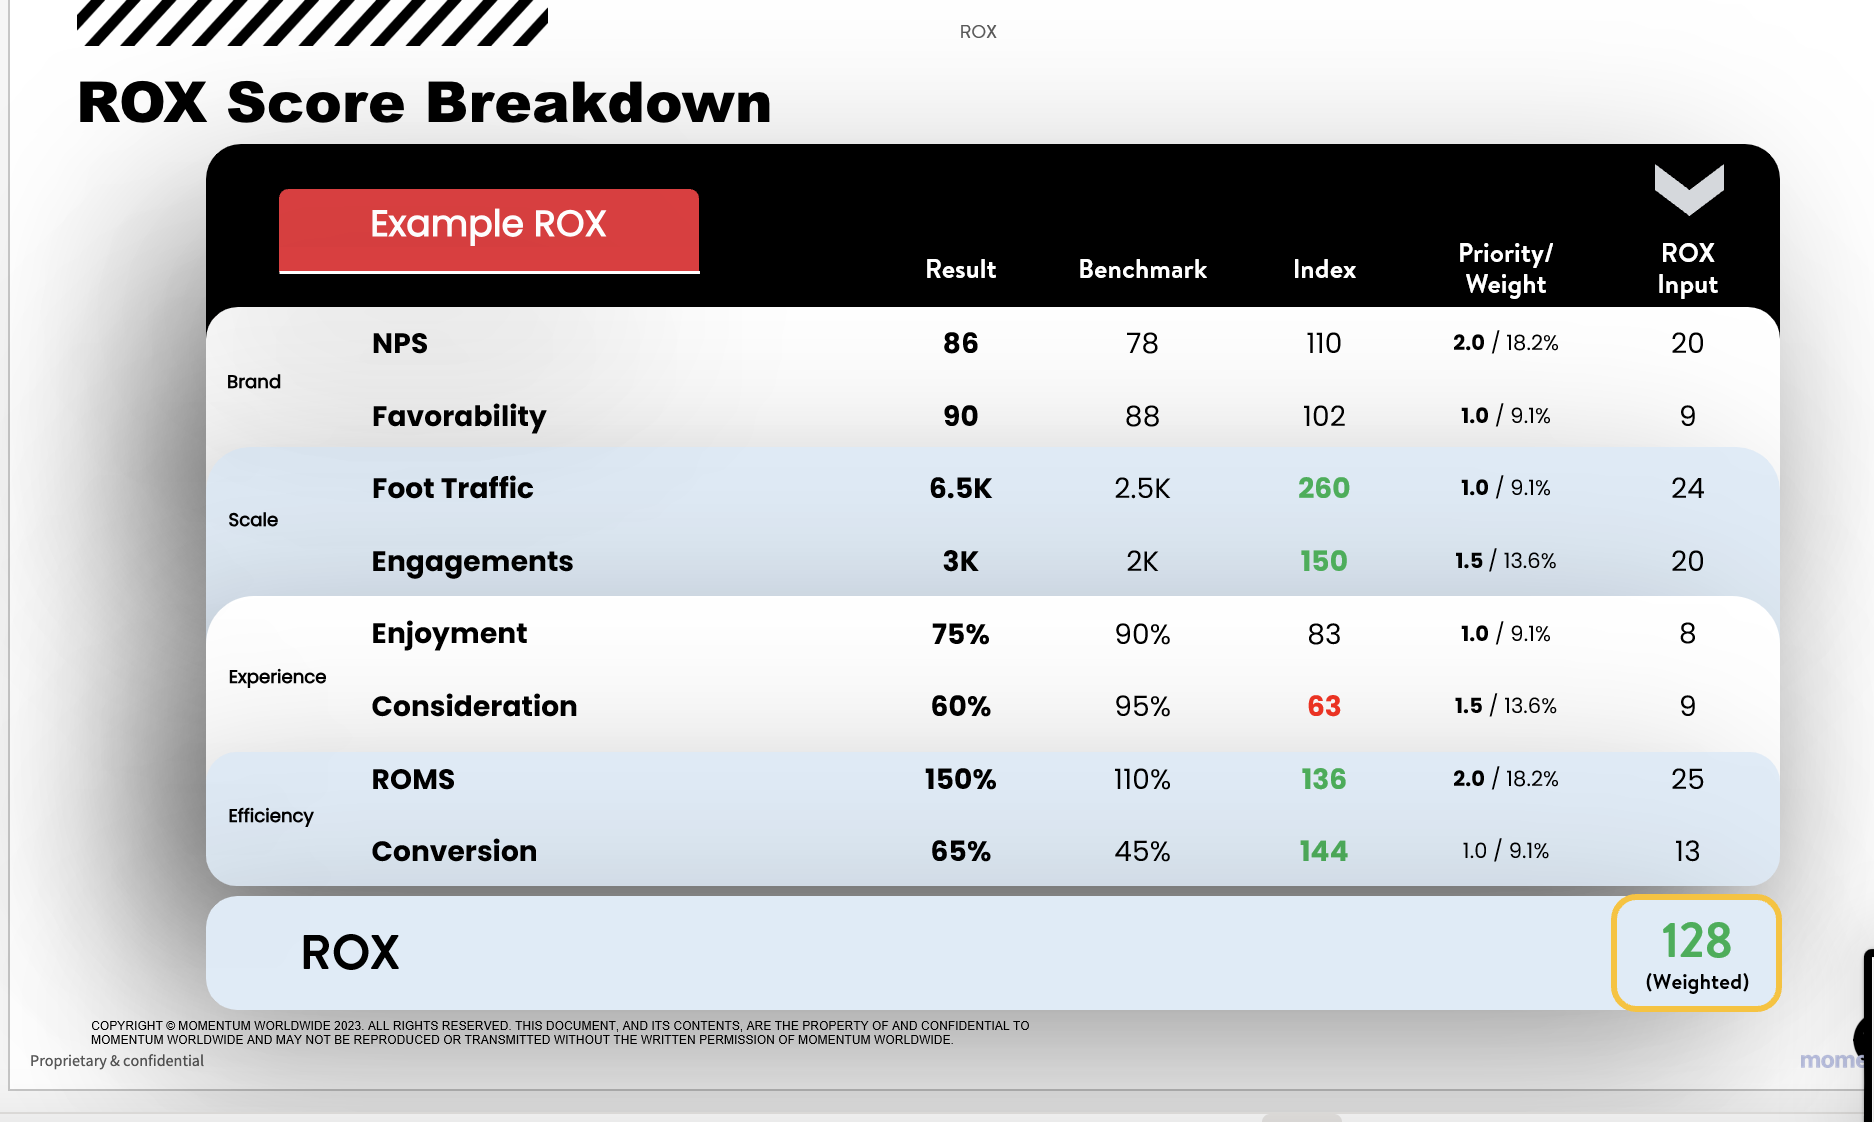 ROX
ROX Score Breakdown
Example ROX
Result Benchmark Index Priority/ Weight ROX Input
Brand
NPS 86 78 110 2.0 / 18.2% 20
Favorability 90 88 102 1.0 / 9.1% 9
Scale
Foot Traffic 6.5K 2.5K 260 1.0 / 9.1% 24
Engagements 3K 2K 150 1.5 / 13.6% 20
Experience
Enjoyment 75% 90% 83 1.0 / 9.1% 8
Consideration 60% 95% 63 1.5 / 13.6% 9
Efficiency
ROMS 150% 110% 136 2.0 / 18.2% 25
Conversion 65% 45% 144 1.0 / 9.1% 13
ROX 128
(Weighted)
COPYRIGHT © MOMENTUM WORLDWIDE 2023. ALL RIGHTS RESERVED. THIS DOCUMENT, AND ITS CONTENTS, ARE THE PROPERTY OF AND CONFIDENTIAL TO
MOMENTUM WORLDWIDE AND MAY NOT BE REPRODUCED OR TRANSMITTED WITHOUT THE WRITTEN PERMISSION OF MOMENTUM WORLDWIDE.
Proprietary & confidential